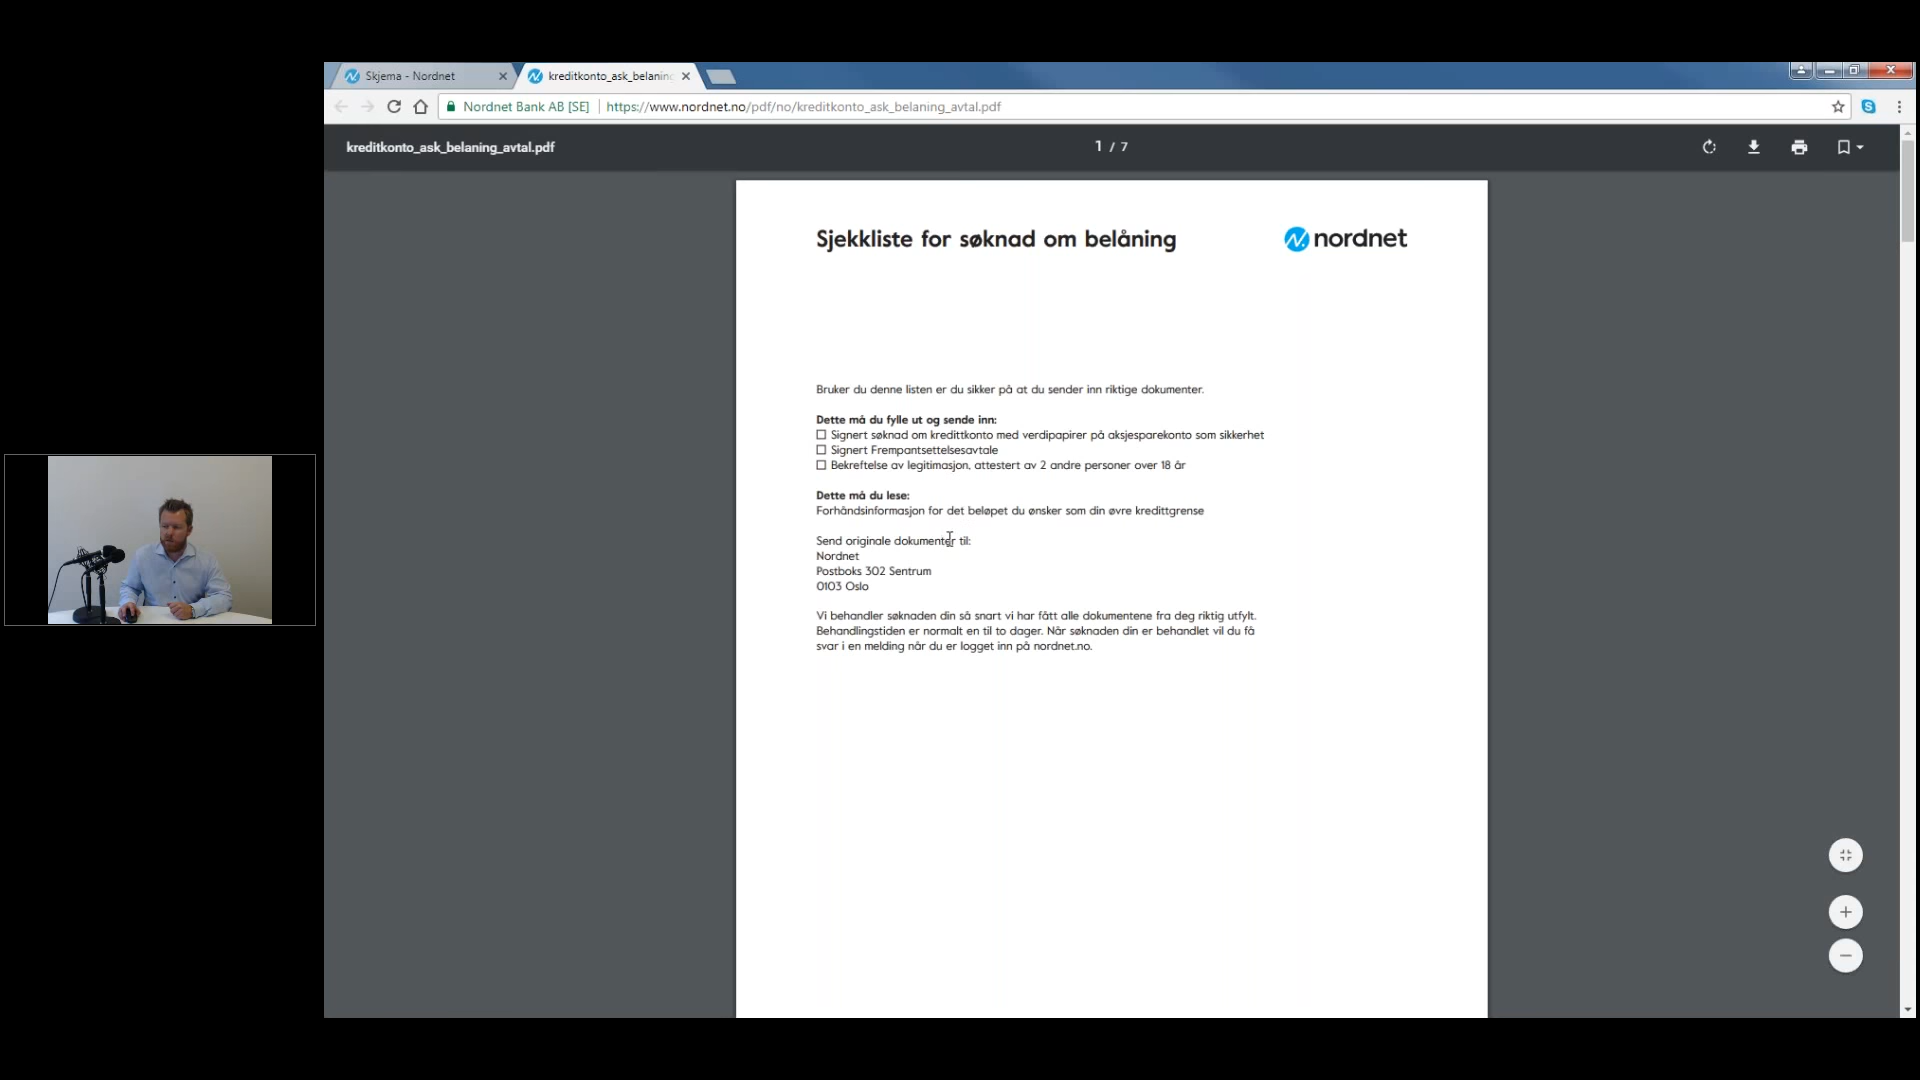 Skjema - Nordnet
kreditkonto_ask_belaning
Nordnet Bank AB [SE]
https://www.nordnet.no/pdf/no/kreditkonto_ask_belaning_avtal.pdf
kreditkonto_ask_belaning_avtal.pdf
1 / 7
Sjekkliste for søknad om belåning
nordnet
Bruker du denne listen er du sikker på at du sender inn riktige dokumenter.
Dette må du fylle ut og sende inn:
Signert søknad om kredittkonto med verdipapirer på aksjesparekonto som sikkerhet
Signert Frempantsettelsesavtale
Bekreftelse av legitimasjon, attestert av 2 andre personer over 18 år
Dette må du lese:
Forhåndsinformasjon for det beløpet du ønsker som din øvre kredittgrense
Send originale dokumenter til:
Nordnet
Postboks 302 Sentrum
0103 Oslo
Vi behandler søknaden din så snart vi har fått alle dokumentene fra deg riktig utfylt.
Behandlingstiden er normalt en til to dager. Når søknaden din er behandlet vil du få
svar i en melding når du er logget inn på nordnet.no.